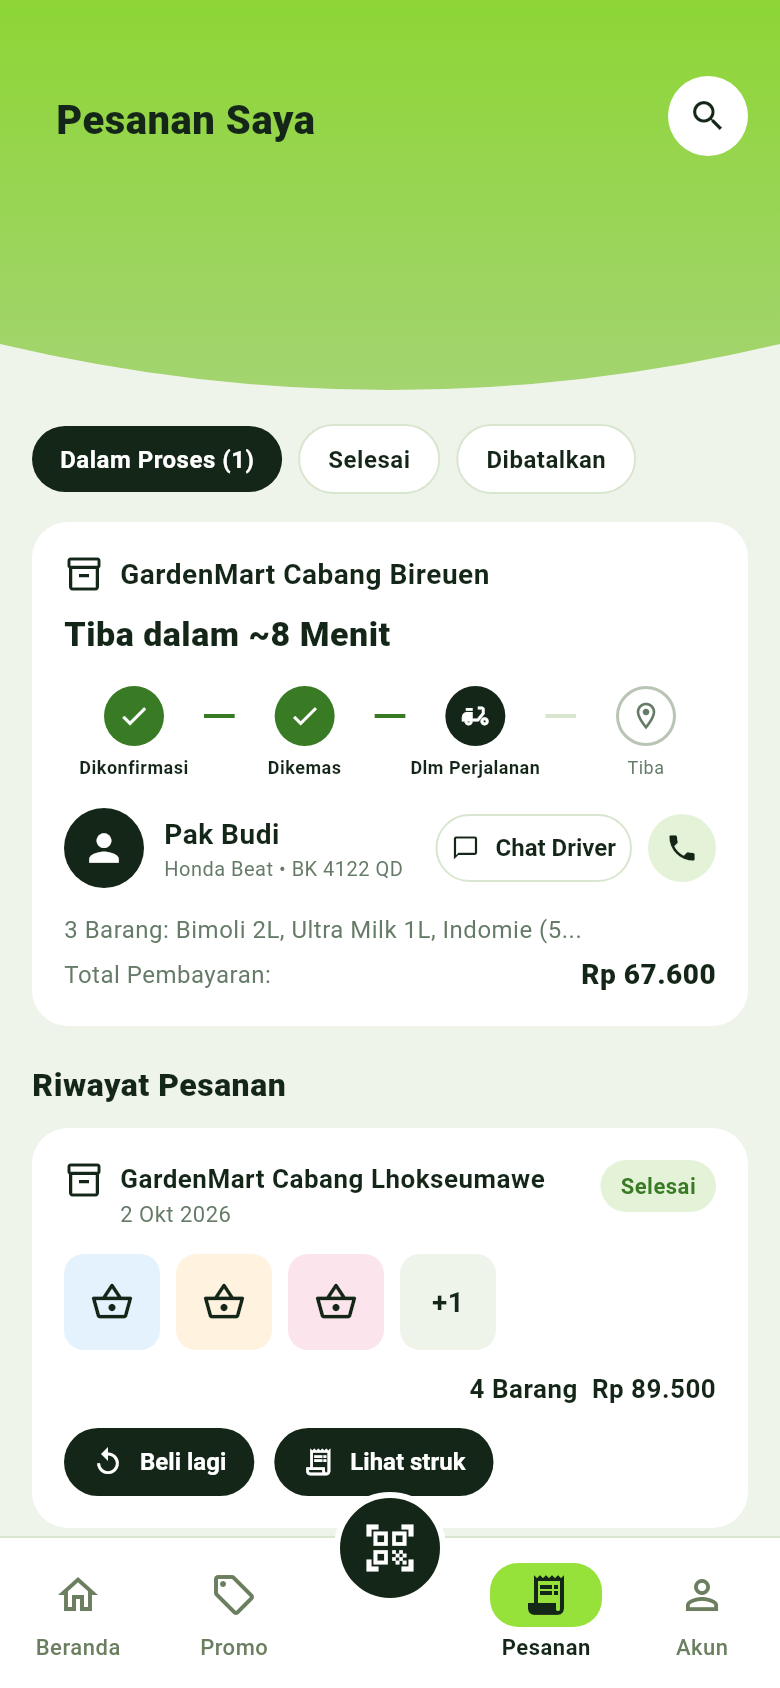 Pesanan Saya
Dalam Proses (1)
Selesai
Dibatalkan
GardenMart Cabang Bireuen
Tiba dalam ~8 Menit
Dikonfirmasi
Dikemas
Dlm Perjalanan
Tiba
Pak Budi
Honda Beat • BK 4122 QD
Chat Driver
3 Barang: Bimoli 2L, Ultra Milk 1L, Indomie (5...
Total Pembayaran:
Rp 67.600
Riwayat Pesanan
GardenMart Cabang Lhokseumawe
2 Okt 2026
Selesai
+1
4 Barang Rp 89.500
Beli lagi
Lihat struk
Beranda
Promo
Pesanan
Akun